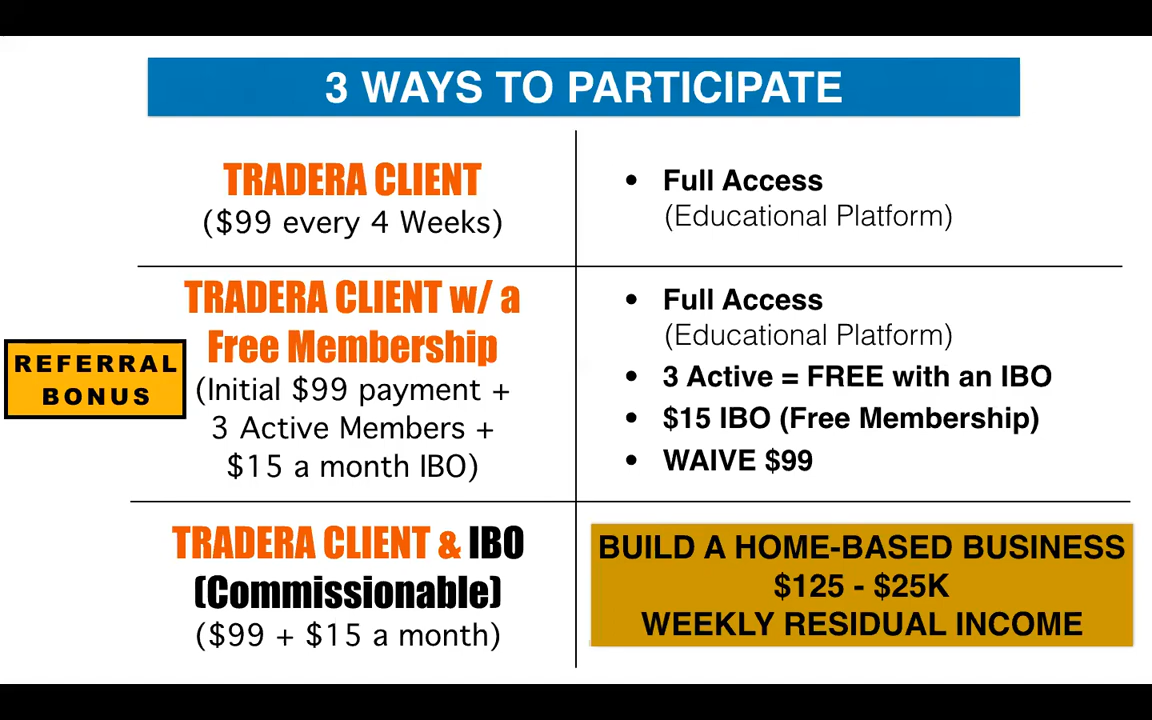 3 WAYS TO PARTICIPATE
TRADERA CLIENT
($99 every 4 Weeks)
• Full Access
(Educational Platform)
TRADERA CLIENT w/ a
Free Membership
(Initial $99 payment +
3 Active Members +
$15 a month IBO)
REFERRAL
BONUS
• Full Access
(Educational Platform)
• 3 Active = FREE with an IBO
• $15 IBO (Free Membership)
• WAIVE $99
TRADERA CLIENT & IBO
(Commissionable)
($99 + $15 a month)
BUILD A HOME-BASED BUSINESS
$125 - $25K
WEEKLY RESIDUAL INCOME